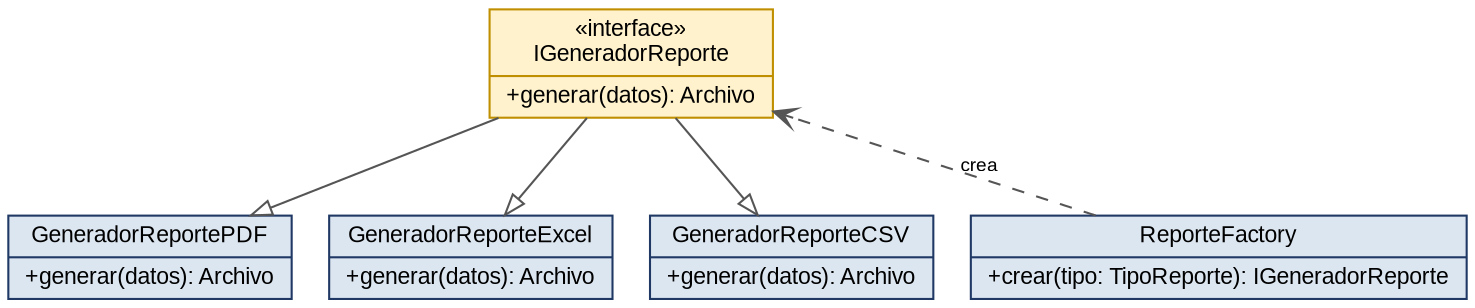 «interface»
IGeneradorReporte
+generar(datos): Archivo
crea
GeneradorReportePDF
+generar(datos): Archivo
GeneradorReporteExcel
+generar(datos): Archivo
GeneradorReporteCSV
+generar(datos): Archivo
ReporteFactory
+crear(tipo: TipoReporte): IGeneradorReporte